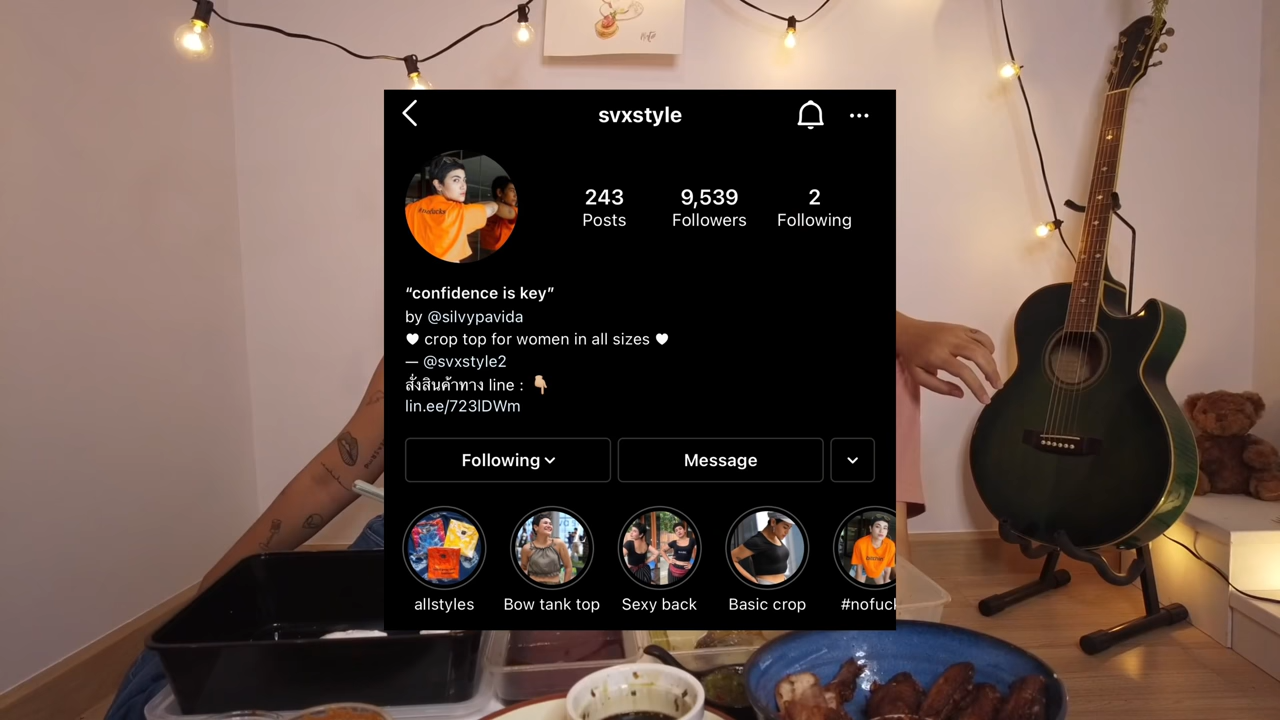 svxstyle
243
Posts
9,539
Followers
2
Following
“confidence is key”
by @silvypavida
🤍 crop top for women in all sizes 🤍
— @svxstyle2
สั่งสินค้าทาง line : 👇🏼
lin.ee/723lDWm
Following
Message
allstyles
Bow tank top
Sexy back
Basic crop
#nofuck